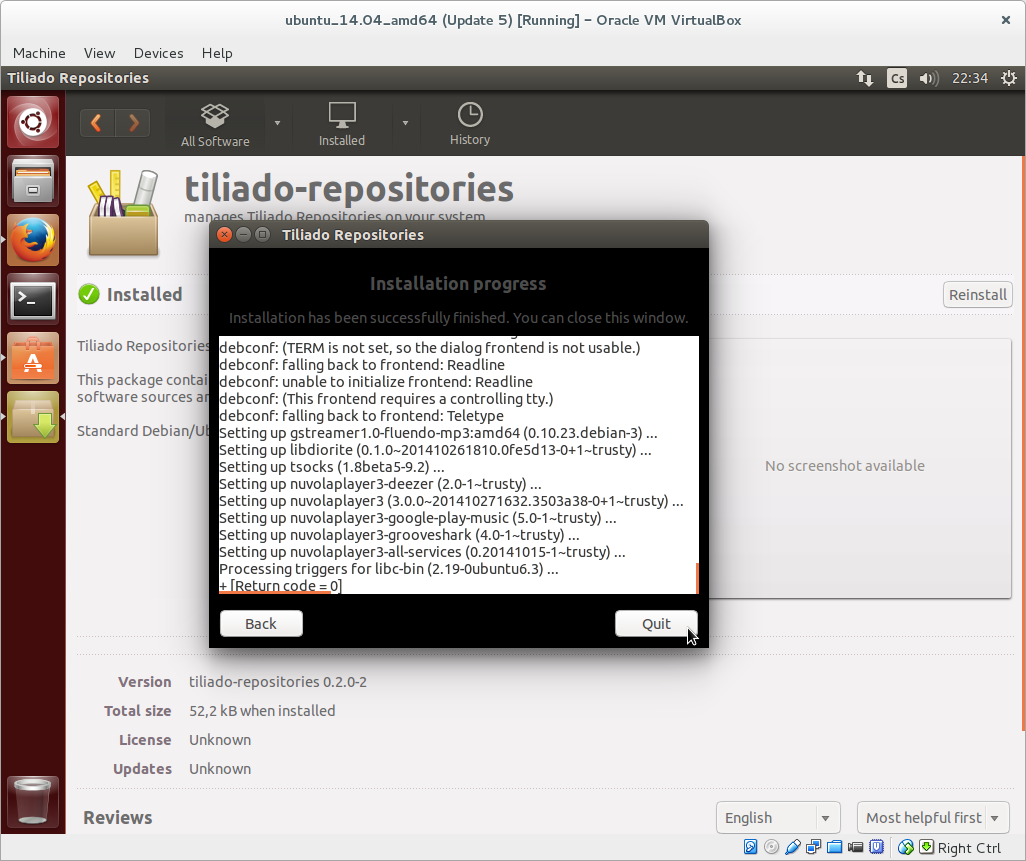 ubuntu_14.04_amd64 (Update 5) [Running] – Oracle VM VirtualBox
Machine View Devices Help
Tiliado Repositories
Cs
22:34
All Software
Installed
History
tiliado-repositories
manages Tiliado Repositories on your system
Tiliado Repositories
Installed
Reinstall
Installation progress
Installation has been successfully finished. You can close this window.
Tiliado Repositories
This package contai
software sources a
Standard Debian/U
debconf: (TERM is not set, so the dialog frontend is not usable.)
debconf: falling back to frontend: Readline
debconf: unable to initialize frontend: Readline
debconf: (This frontend requires a controlling tty.)
debconf: falling back to frontend: Teletype
Setting up gstreamer1.0-fluendo-mp3:amd64 (0.10.23.debian-3) ...
Setting up libdiorite (0.1.0~201410261810.0fe5d13-0+1~trusty) ...
Setting up tsocks (1.8beta5-9.2) ...
Setting up nuvolaplayer3-deezer (2.0-1~trusty) ...
Setting up nuvolaplayer3 (3.0.0~201410271632.3503a38-0+1~trusty) ...
Setting up nuvolaplayer3-google-play-music (5.0-1~trusty) ...
Setting up nuvolaplayer3-grooveshark (4.0-1~trusty) ...
Setting up nuvolaplayer3-all-services (0.20141015-1~trusty) ...
Processing triggers for libc-bin (2.19-0ubuntu6.3) ...
+ [Return code = 0]
No screenshot available
Back
Quit
Version tiliado-repositories 0.2.0-2
Total size 52,2 kB when installed
License Unknown
Updates Unknown
Reviews
English
Most helpful first
Right Ctrl